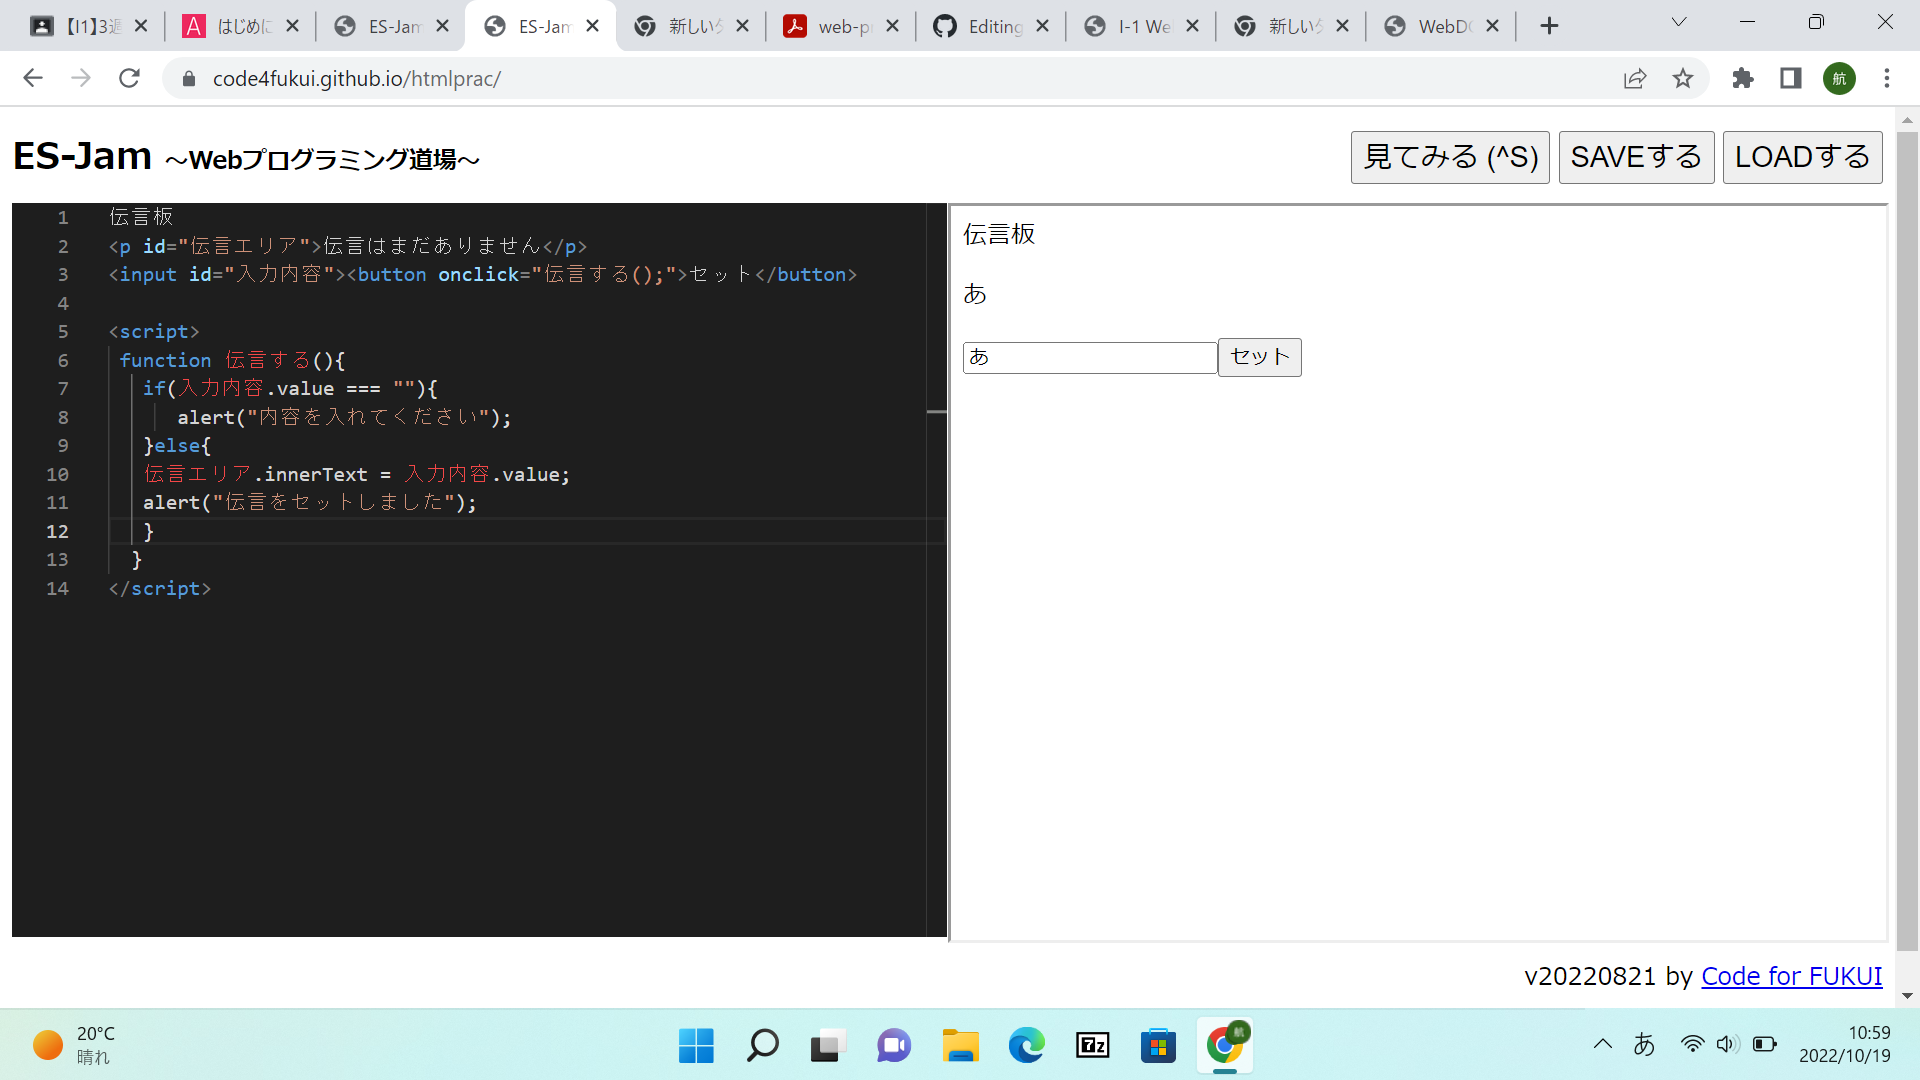 【I1】3週
はじめに
ES-Jam
ES-Jam
新しいタ
web-p
Editing
I-1 We
新しいタ
WebD
code4fukui.github.io/htmlprac/
航
ES-Jam ～Webプログラミング道場～
見てみる (^S)
SAVEする
LOADする
1 伝言板
2 <p id="伝言エリア">伝言はまだありません</p>
3 <input id="入力内容"><button onclick="伝言する();">セット</button>
4
5 <script>
6 function 伝言する(){
7 if(入力内容.value === ""){
8 alert("内容を入れてください");
9 }else{
10 伝言エリア.innerText = 入力内容.value;
11 alert("伝言をセットしました");
12 }
13 }
14 </script>
伝言板
あ
あ セット
v20220821 by Code for FUKUI
20°C
晴れ
7z
航
あ
10:59
2022/10/19